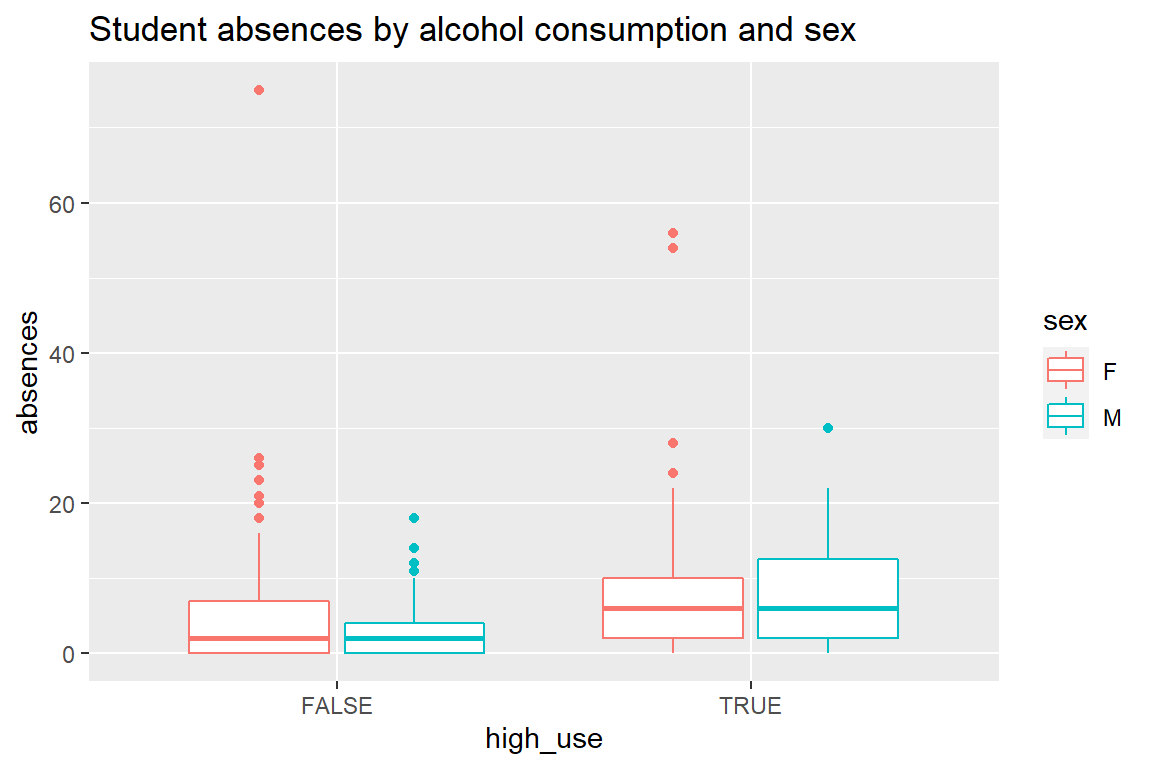 Student absences by alcohol consumption and sex
absences
60
40
20
0
FALSE
TRUE
high_use
sex
F
M